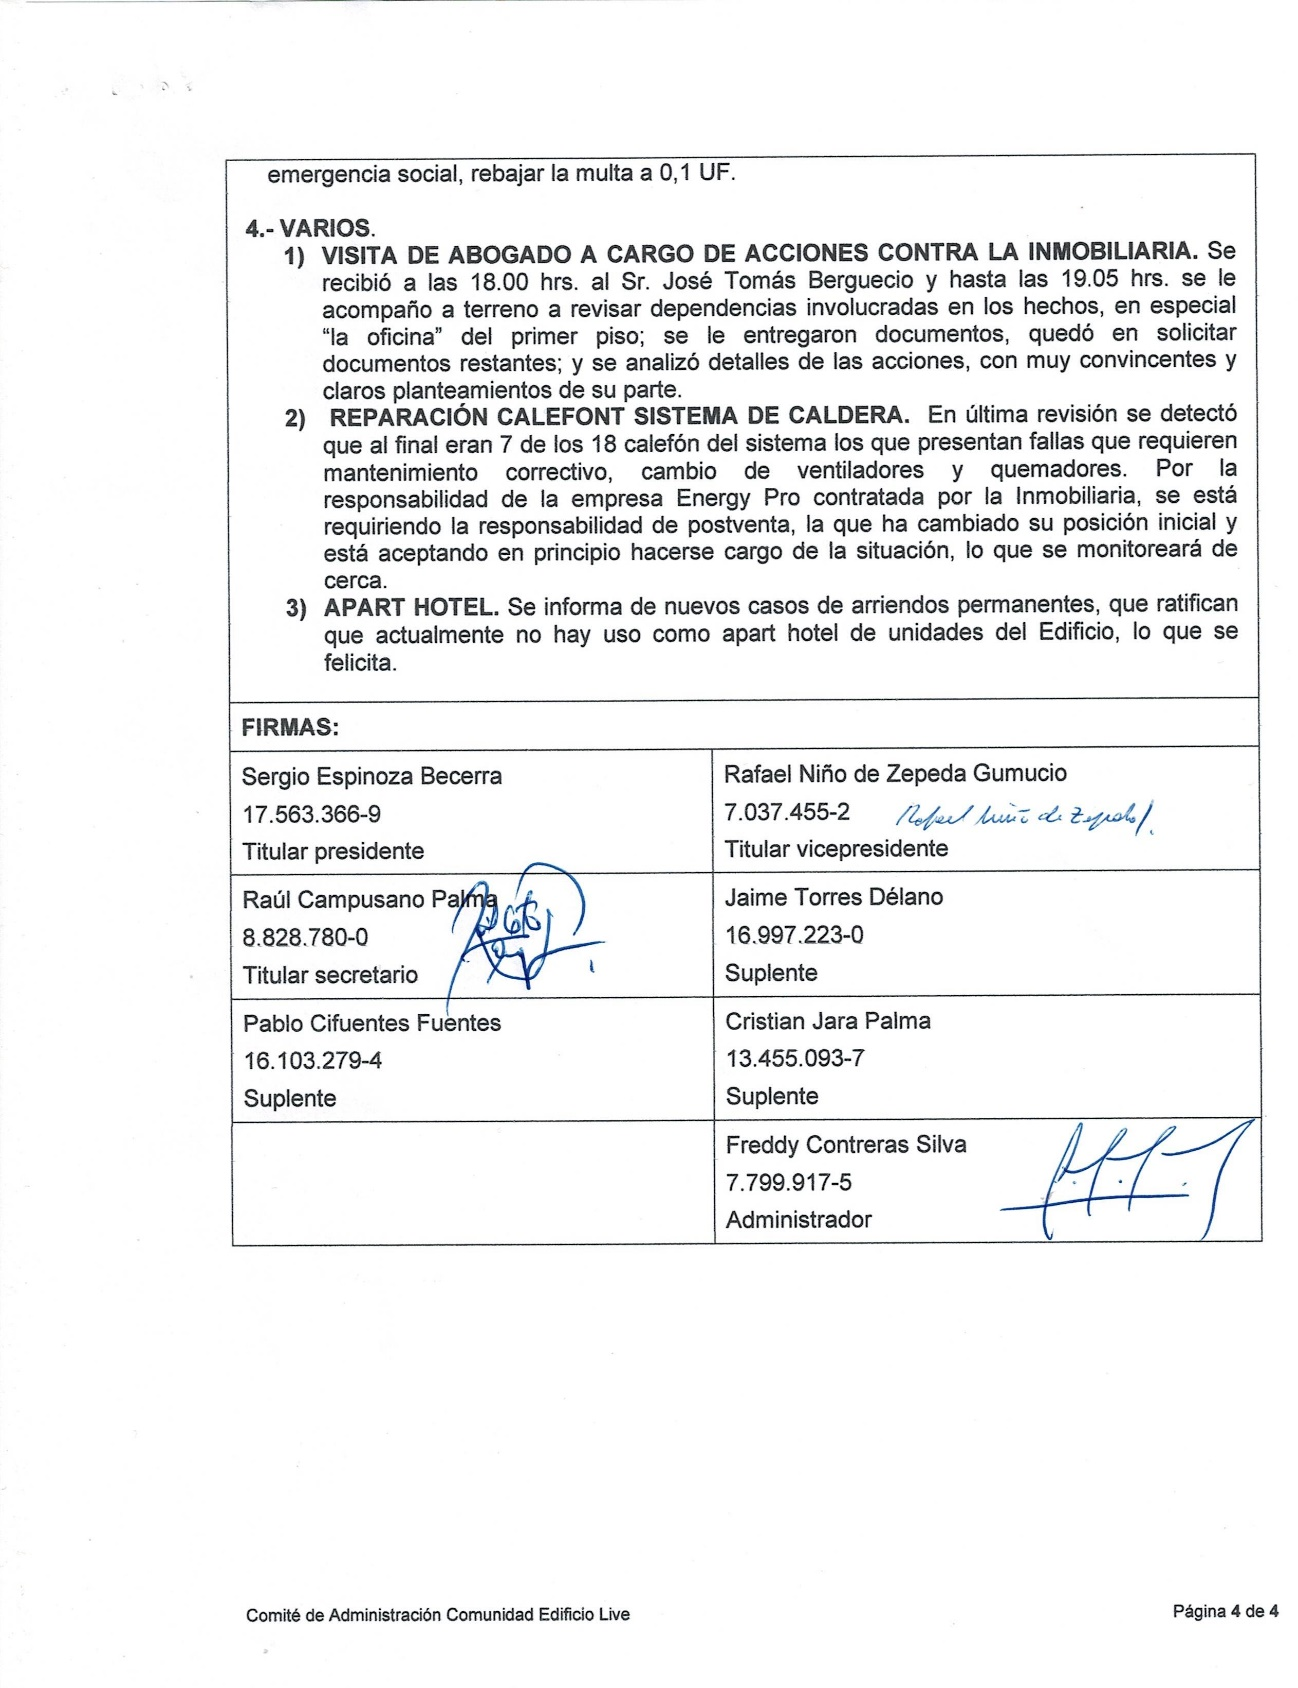 emergencia social, rebajar la multa a 0,1 UF.
4.- VARIOS.
1) VISITA DE ABOGADO A CARGO DE ACCIONES CONTRA LA INMOBILIARIA. Se
recibió a las 18.00 hrs. al Sr. José Tomás Berguecio y hasta las 19.05 hrs. se le
acompaño a terreno a revisar dependencias involucradas en los hechos, en especial
“la oficina” del primer piso; se le entregaron documentos, quedó en solicitar
documentos restantes; y se analizó detalles de las acciones, con muy convincentes y
claros planteamientos de su parte.
2) REPARACIÓN CALEFONT SISTEMA DE CALDERA. En última revisión se detectó
que al final eran 7 de los 18 calefón del sistema los que presentan fallas que requieren
mantenimiento correctivo, cambio de ventiladores y quemadores. Por la
responsabilidad de la empresa Energy Pro contratada por la Inmobiliaria, se está
requiriendo la responsabilidad de postventa, la que ha cambiado su posición inicial y
está aceptando en principio hacerse cargo de la situación, lo que se monitoreará de
cerca.
3) APART HOTEL. Se informa de nuevos casos de arriendos permanentes, que ratifican
que actualmente no hay uso como apart hotel de unidades del Edificio, lo que se
felicita.
FIRMAS:
Sergio Espinoza Becerra
17.563.366-9
Titular presidente
Rafael Niño de Zepeda Gumucio
7.037.455-2 Rafael Niño de Zepeda
Titular vicepresidente
Raúl Campusano Palma
8.828.780-0
Titular secretario
Jaime Torres Délano
16.997.223-0
Suplente
Pablo Cifuentes Fuentes
16.103.279-4
Suplente
Cristian Jara Palma
13.455.093-7
Suplente
Freddy Contreras Silva
7.799.917-5
Administrador
Comité de Administración Comunidad Edificio Live
Página 4 de 4